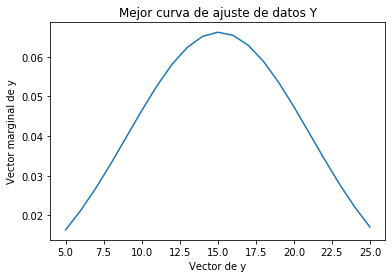 Mejor curva de ajuste de datos Y
Vector marginal de y
0.06
0.05
0.04
0.03
0.02
5.0 7.5 10.0 12.5 15.0 17.5 20.0 22.5 25.0
Vector de y